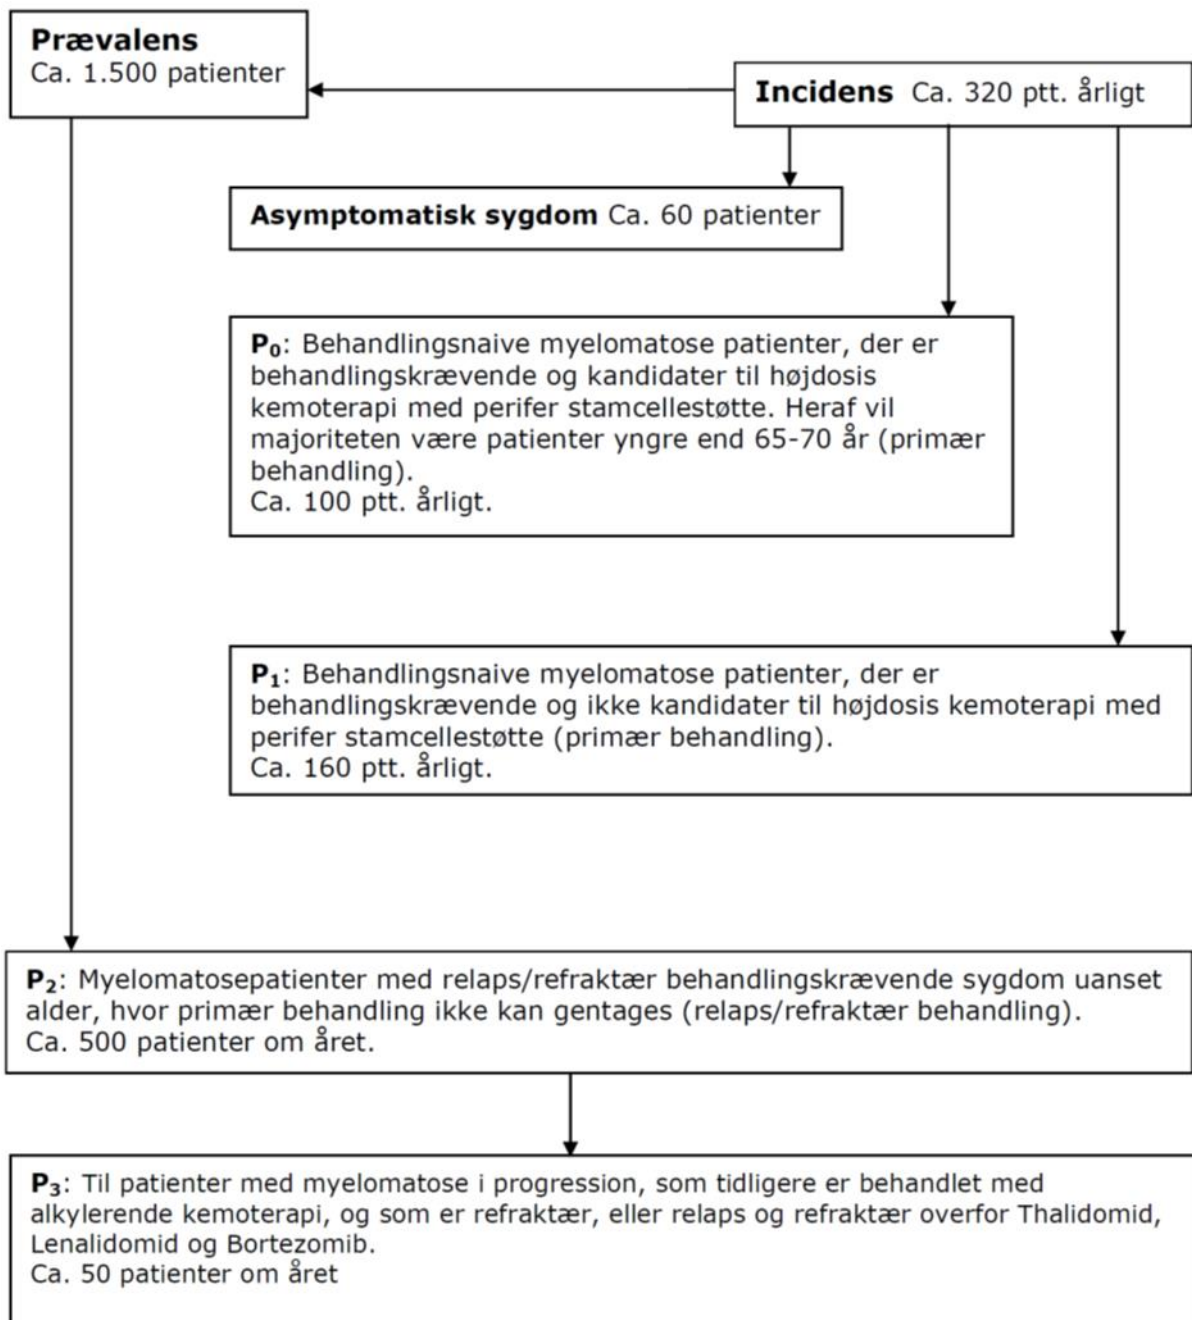 Prævalens
Ca. 1.500 patienter
Incidens Ca. 320 ptt. årligt
Asymptomatisk sygdom Ca. 60 patienter
P₀: Behandlingsnaive myelomatose patienter, der er
behandlingskrævende og kandidater til højdosis
kemoterapi med perifer stamcellestøtte. Heraf vil
majoriteten være patienter yngre end 65-70 år (primær
behandling).
Ca. 100 ptt. årligt.
P₁: Behandlingsnaive myelomatose patienter, der er
behandlingskrævende og ikke kandidater til højdosis kemoterapi med
perifer stamcellestøtte (primær behandling).
Ca. 160 ptt. årligt.
P₂: Myelomatosepatienter med relaps/refraktær behandlingskrævende sygdom uanset
alder, hvor primær behandling ikke kan gentages (relaps/refraktær behandling).
Ca. 500 patienter om året.
P₃: Til patienter med myelomatose i progression, som tidligere er behandlet med
alkylerende kemoterapi, og som er refraktær, eller relaps og refraktær overfor Thalidomid,
Lenalidomid og Bortezomib.
Ca. 50 patienter om året